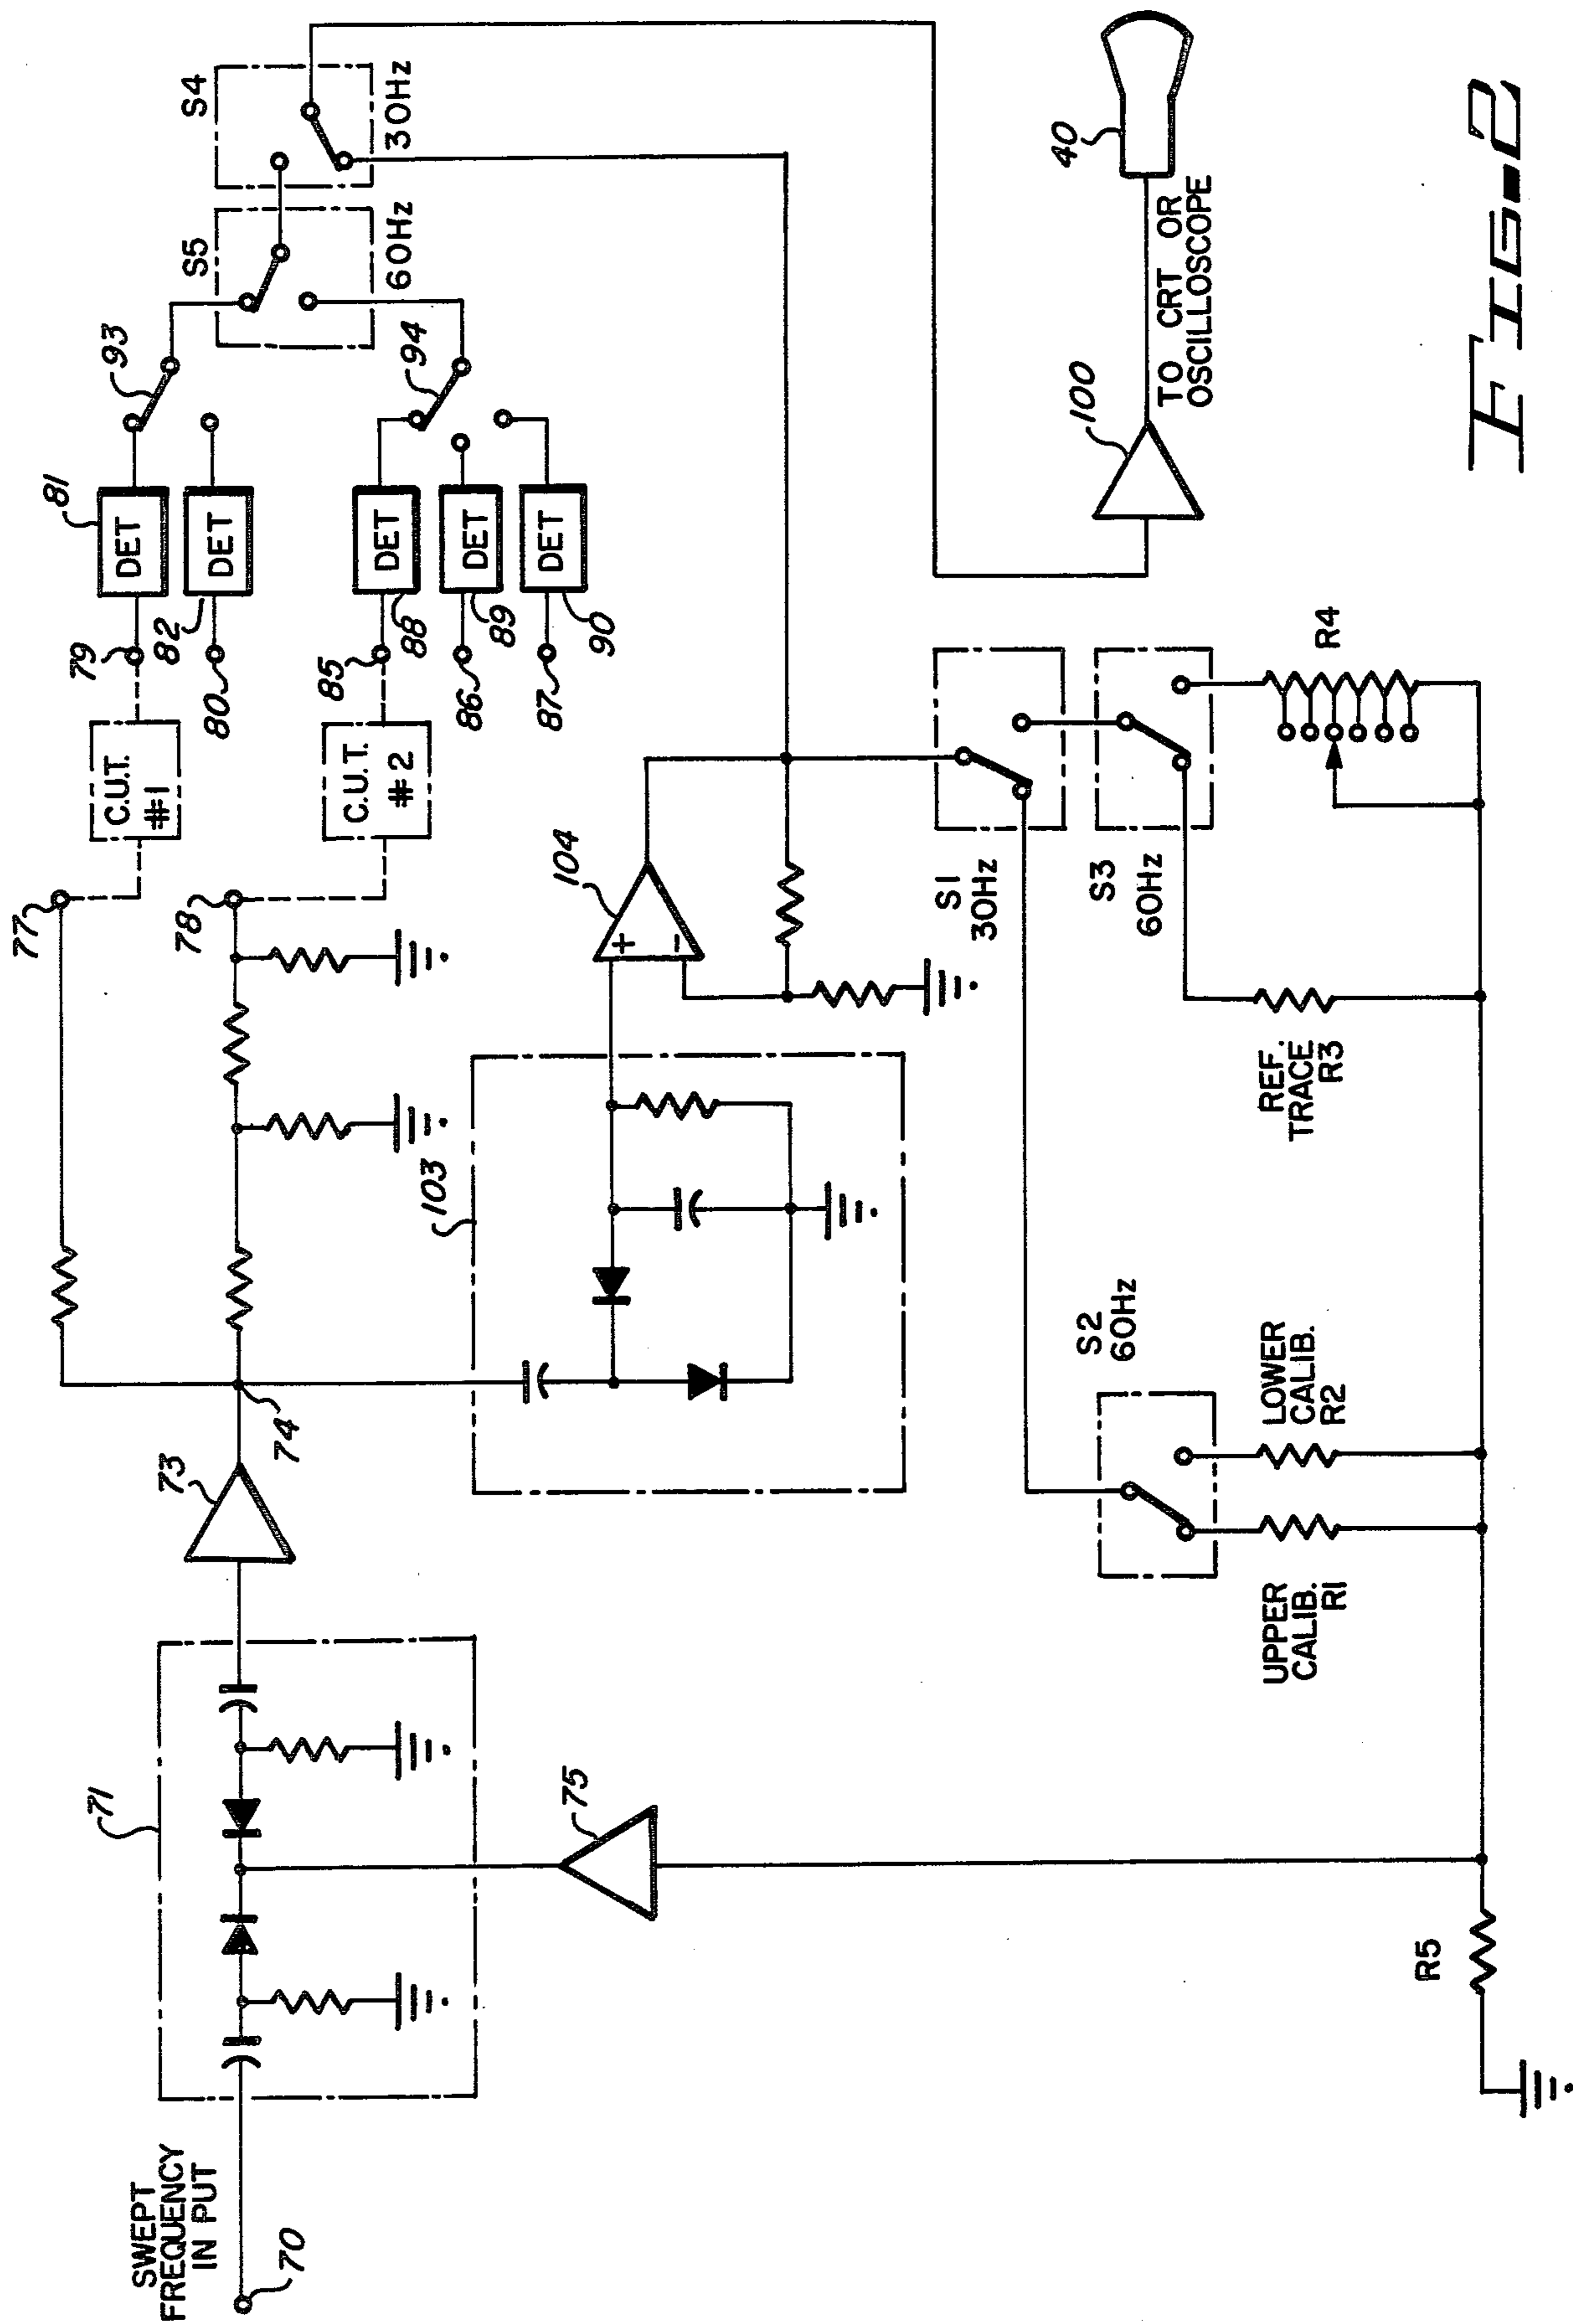 SWEPT
FREQUENCY
IN PUT
70
71
73
74
75
77
78
C.U.T.
#1
C.U.T.
#2
79
80
81
DET
82
DET
85
86
87
88
DET
89
DET
90
DET
93
94
S5
60Hz
S4
30Hz
103
104
+
-
S1
30Hz
S3
60Hz
S2
60Hz
UPPER
CALIB.
R1
LOWER
CALIB.
R2
REF.
TRACE
R3
R4
R5
100
TO CRT OR
OSCILLOSCOPE
40
FIG-2